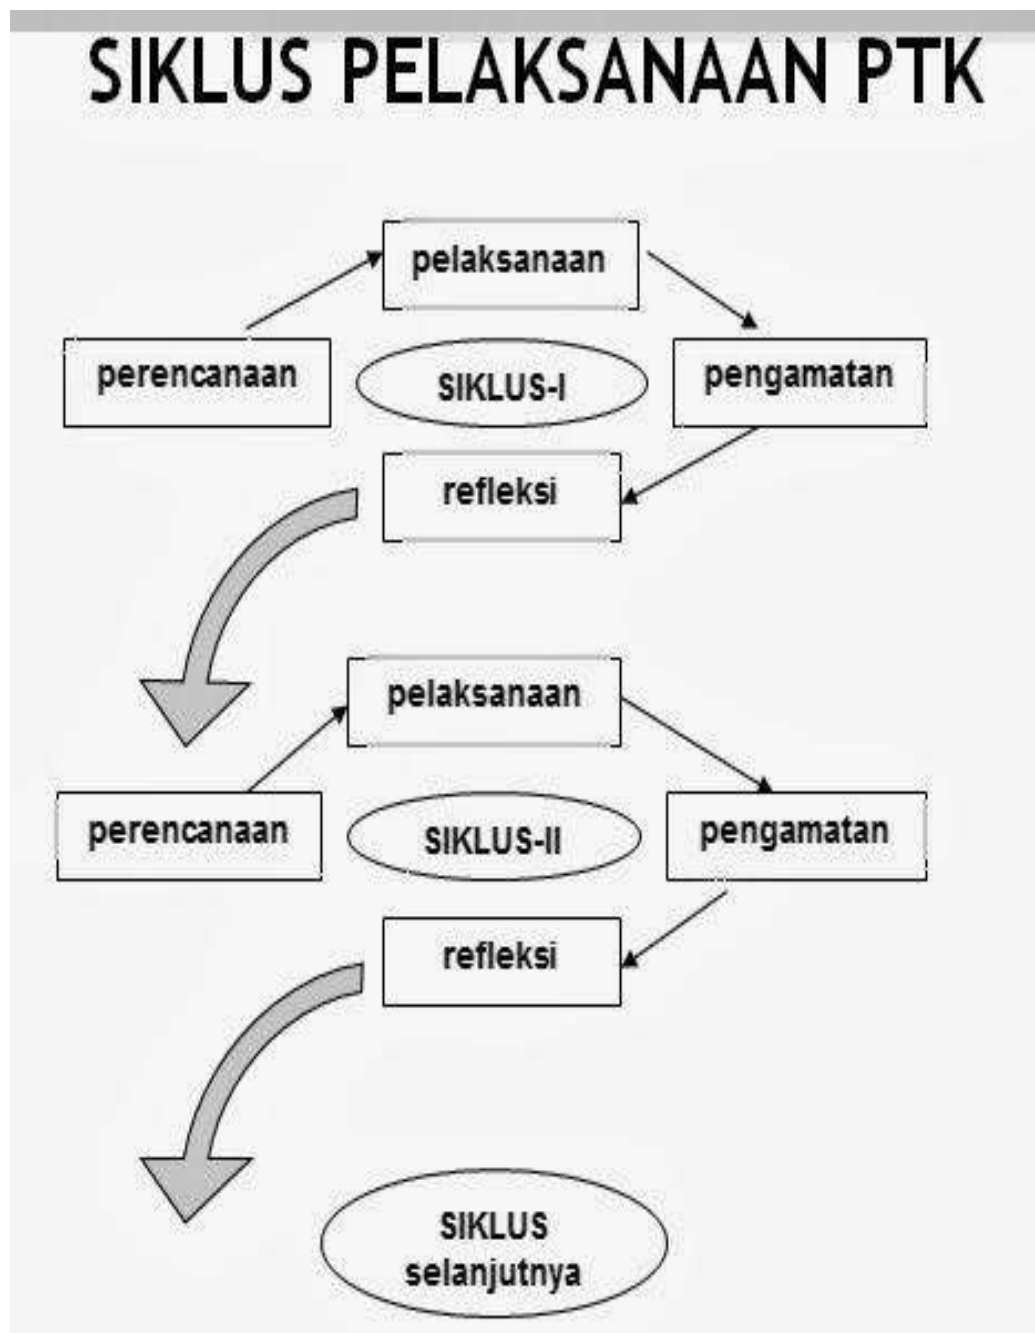 SIKLUS PELAKSANAAN PTK
pelaksanaan
perencanaan
SIKLUS-I
pengamatan
refleksi
pelaksanaan
perencanaan
SIKLUS-II
pengamatan
refleksi
SIKLUS
selanjutnya